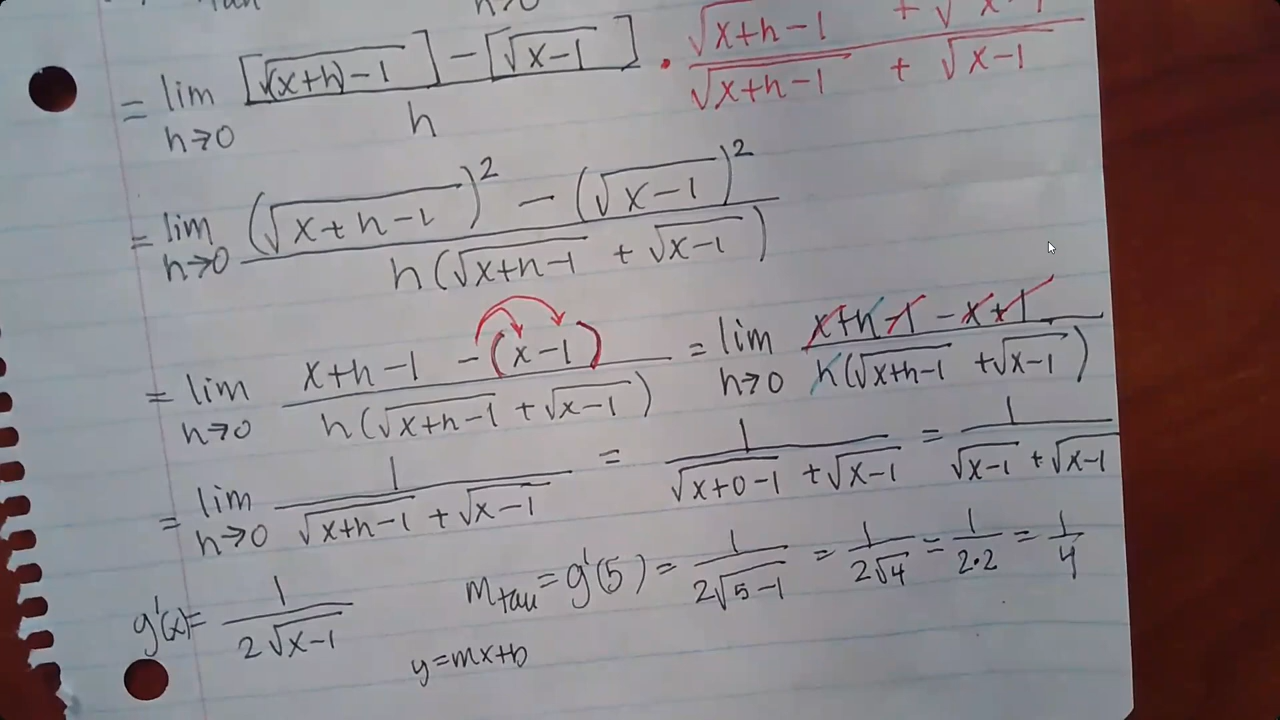 tan h→0
= lim h→0 [√(x+h)-1] - [√x-1] / h · √x+h-1 + √x-1 / √x+h-1 + √x-1
= lim h→0 (√x+h-1)² - (√x-1)² / h(√x+h-1 + √x-1)
= lim h→0 x+h-1 -(x-1) / h(√x+h-1 + √x-1) = lim h→0 x+h-1-x+1 / h(√x+h-1 + √x-1)
= lim h→0 1 / √x+h-1 + √x-1 = 1 / √x+0-1 + √x-1 = 1 / √x-1 + √x-1
g'(x)= 1 / 2√x-1 mtau = g'(5) = 1 / 2√5-1 = 1 / 2√4 = 1 / 2·2 = 1 / 4
y=mx+b